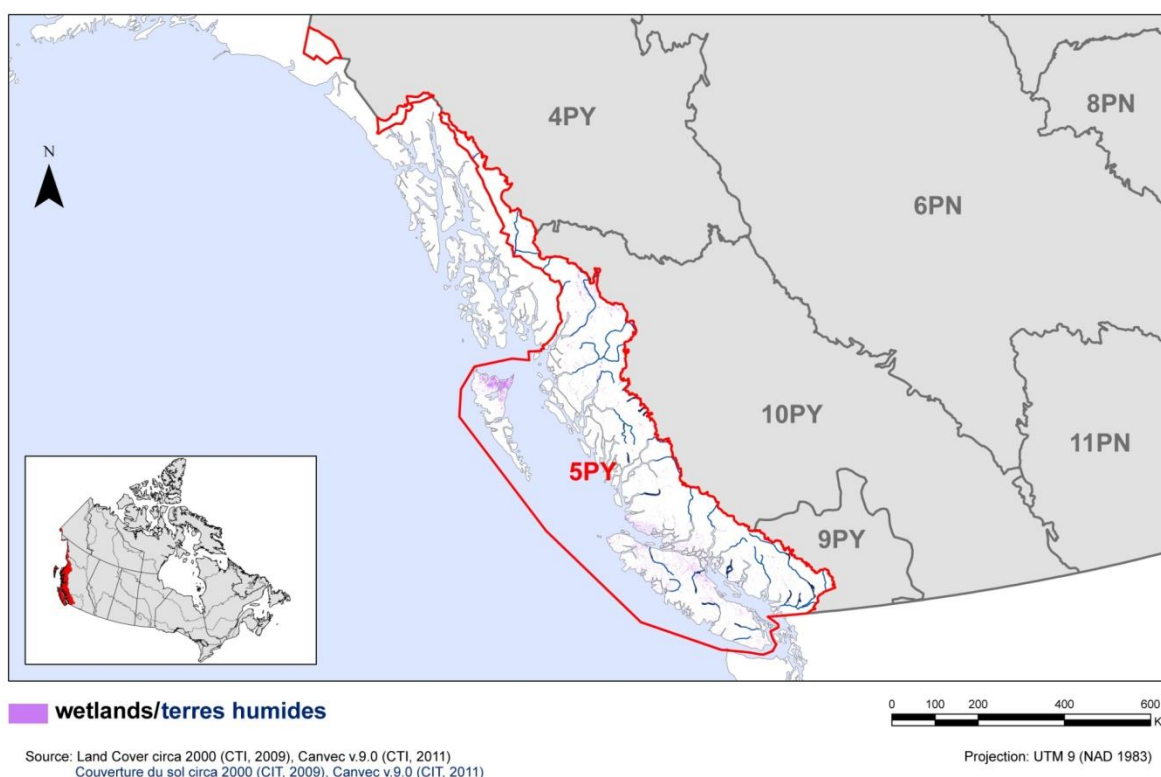 4PY
8PN
N
6PN
10PY
11PN
5PY
9PY
wetlands/terres humides
0 100 200 400 600
K
Source: Land Cover circa 2000 (CTI, 2009), Canvec v.9.0 (CTI, 2011)
Projection: UTM 9 (NAD 1983)
Couverture du sol circa 2000 (CIT, 2009), Canvec v.9.0 (CIT, 2011)